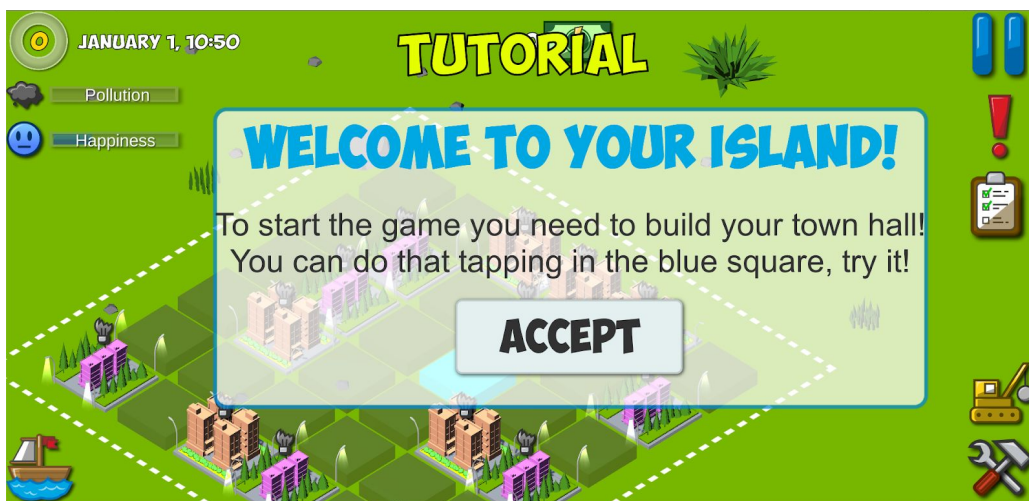 0 JANUARY 1, 10:50
TUTORIAL
Pollution
Happiness
WELCOME TO YOUR ISLAND!
To start the game you need to build your town hall!
You can do that tapping in the blue square, try it!
ACCEPT